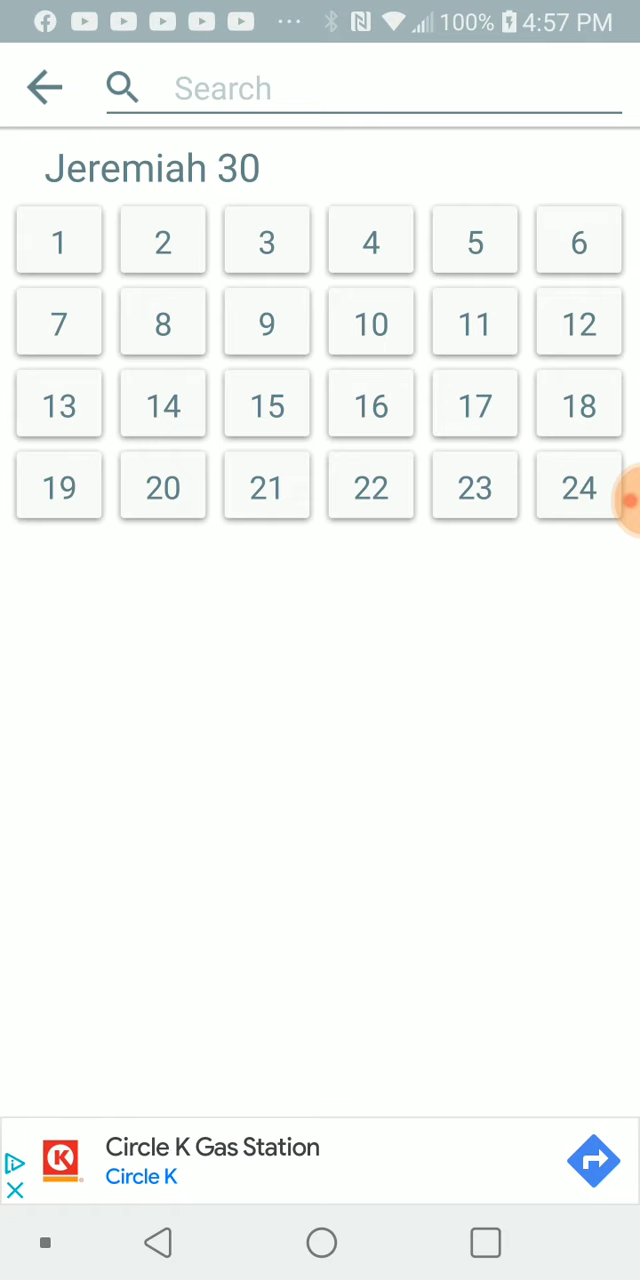 100% 4:57 PM
Search
Jeremiah 30
1 2 3 4 5 6
7 8 9 10 11 12
13 14 15 16 17 18
19 20 21 22 23 24
K Circle K Gas Station
Circle K